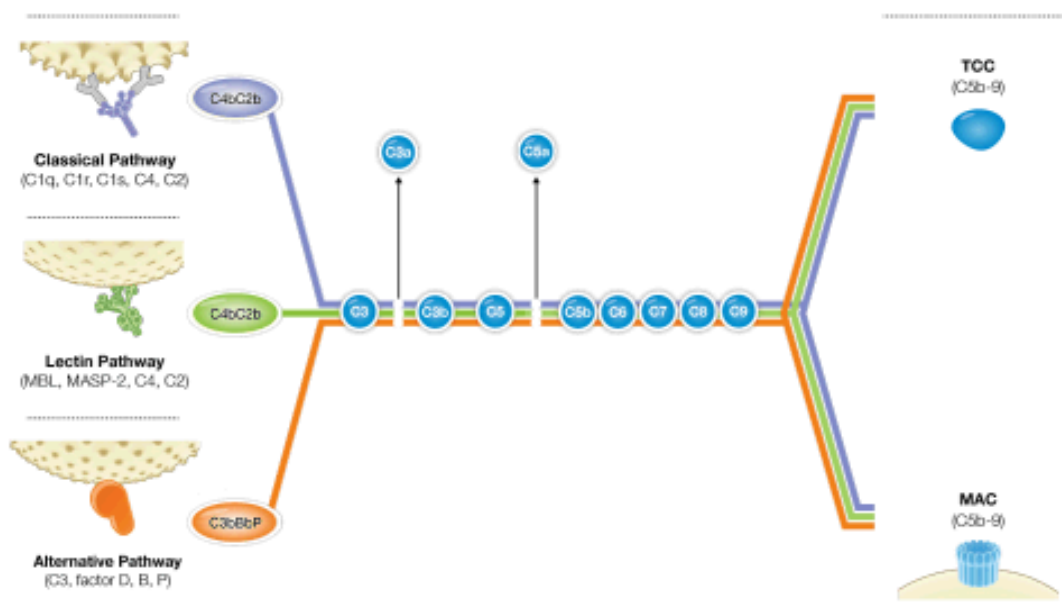 C4bC2b
Classical Pathway
(C1q, C1r, C1s, C4, C2)
C4bC2b
Lectin Pathway
(MBL, MASP-2, C4, C2)
C3bBbP
Alternative Pathway
(C3, factor D, B, P)
C3a
C5a
C3
C3b
C5
C5b
C6
C7
C8
C9
TCC
(C5b-9)
MAC
(C5b-9)